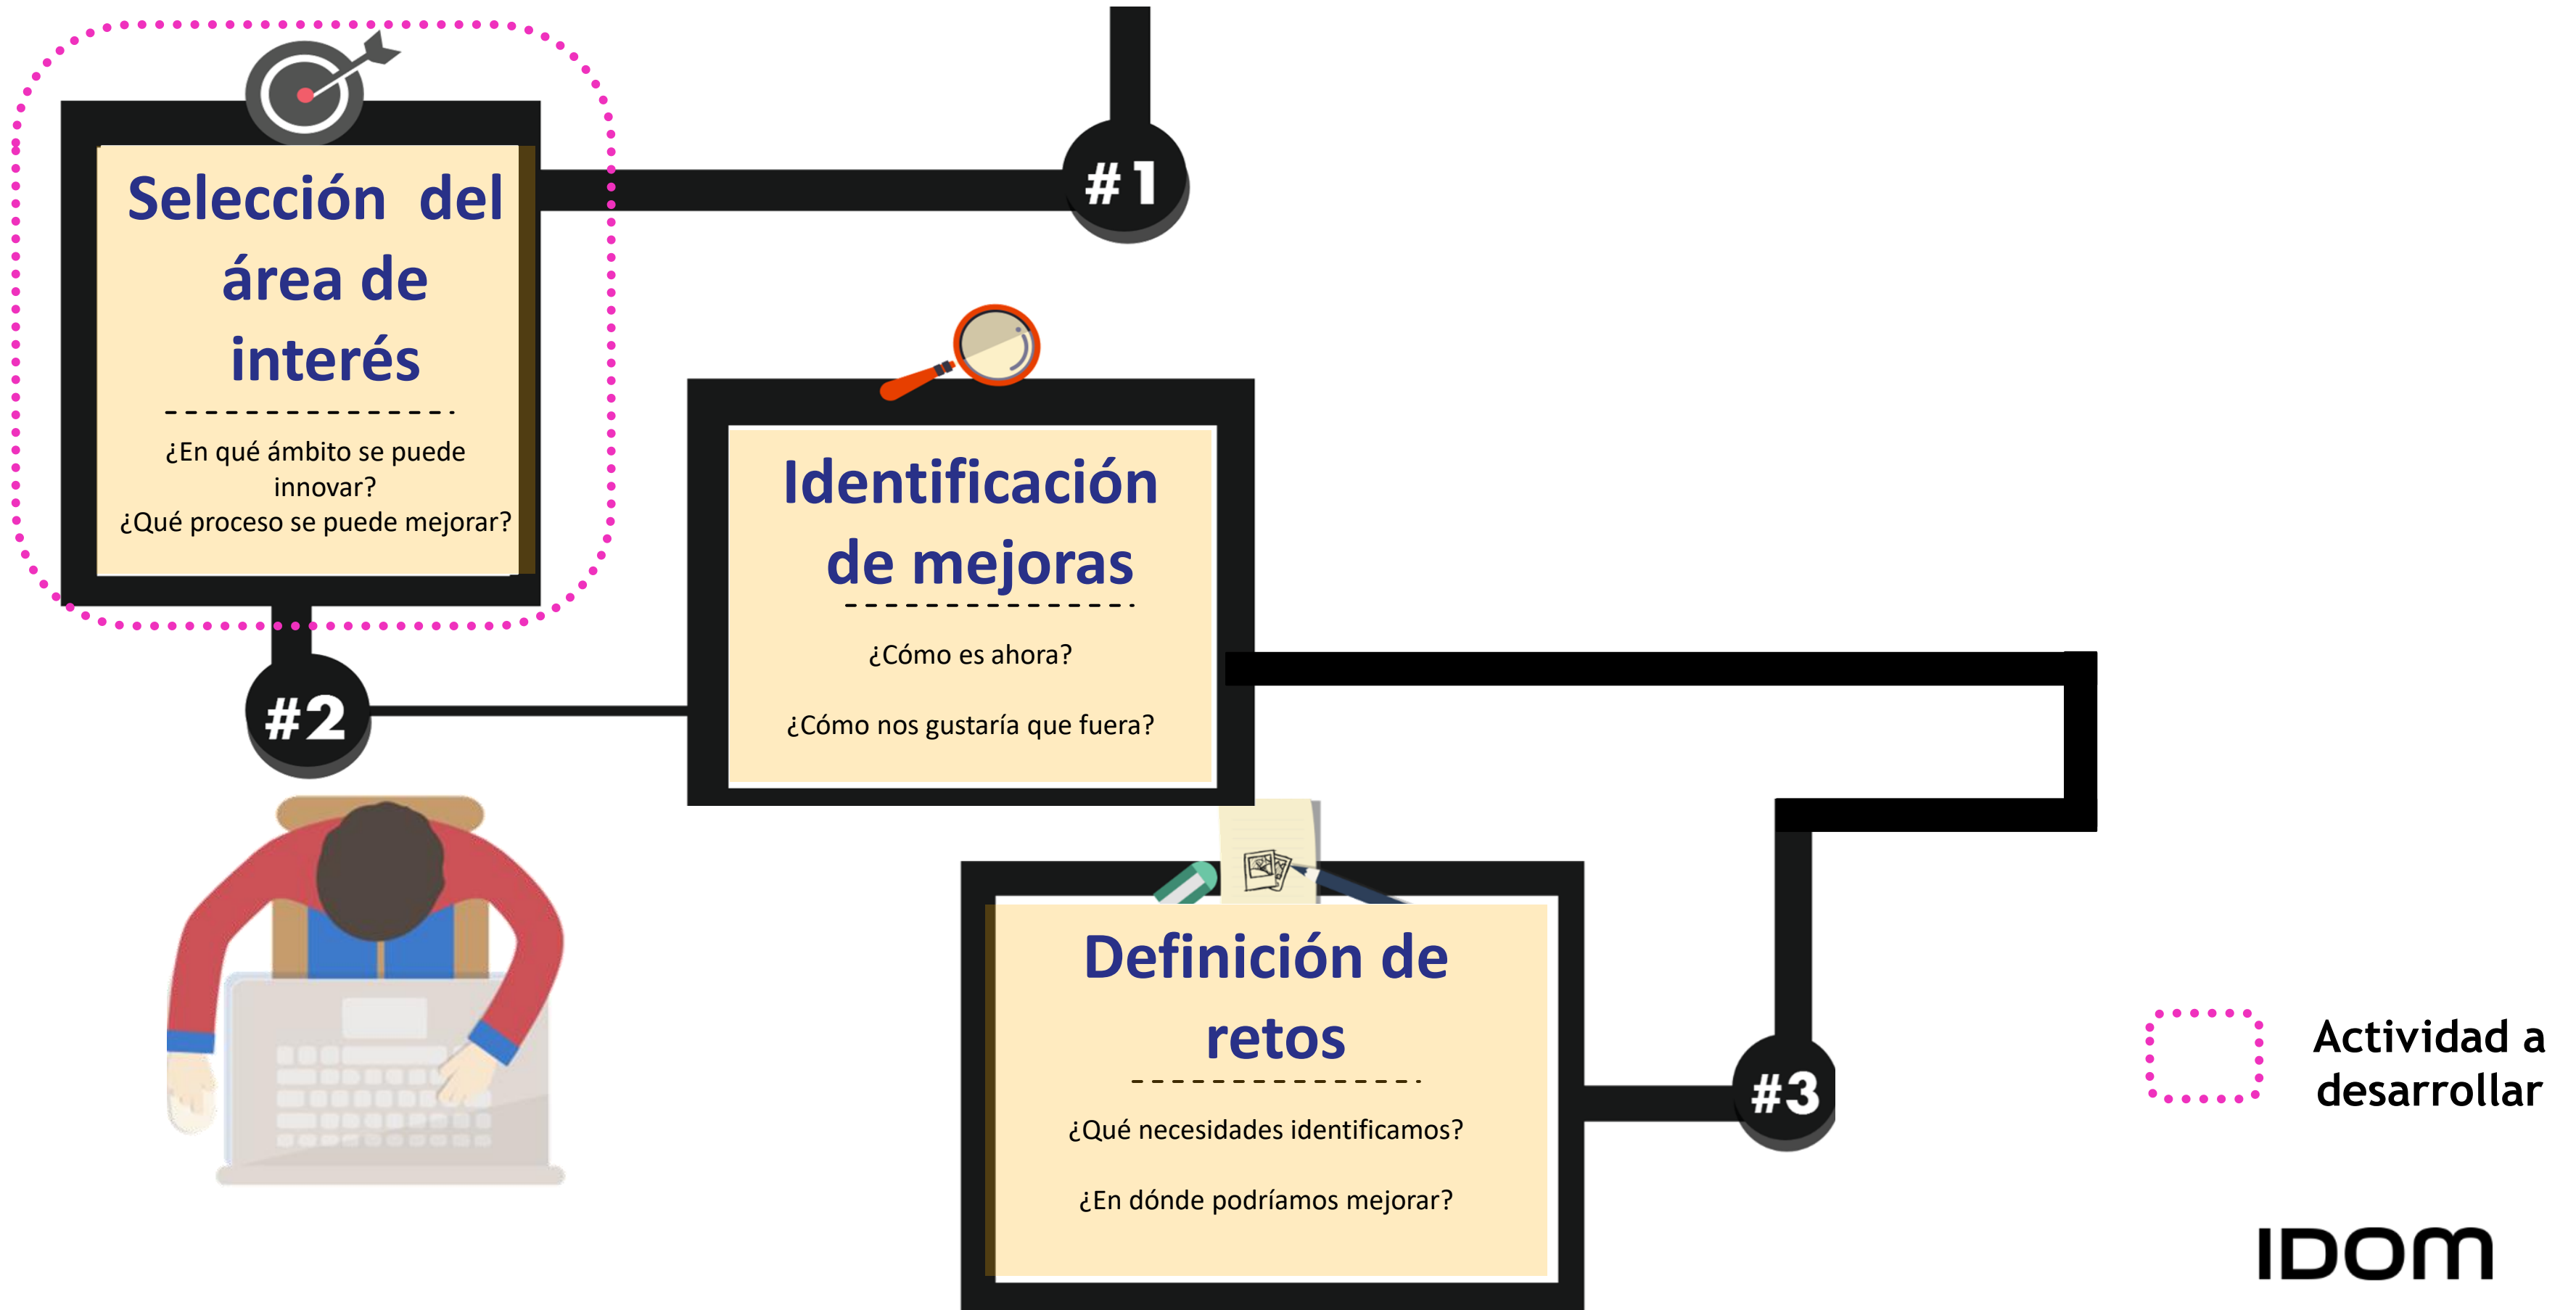 #1
Selección del
área de
interés
¿En qué ámbito se puede
innovar?
¿Qué proceso se puede mejorar?
#2
Identificación
de mejoras
¿Cómo es ahora?
¿Cómo nos gustaría que fuera?
#3
Definición de
retos
¿Qué necesidades identificamos?
¿En dónde podríamos mejorar?
Actividad a
desarrollar
IDOM